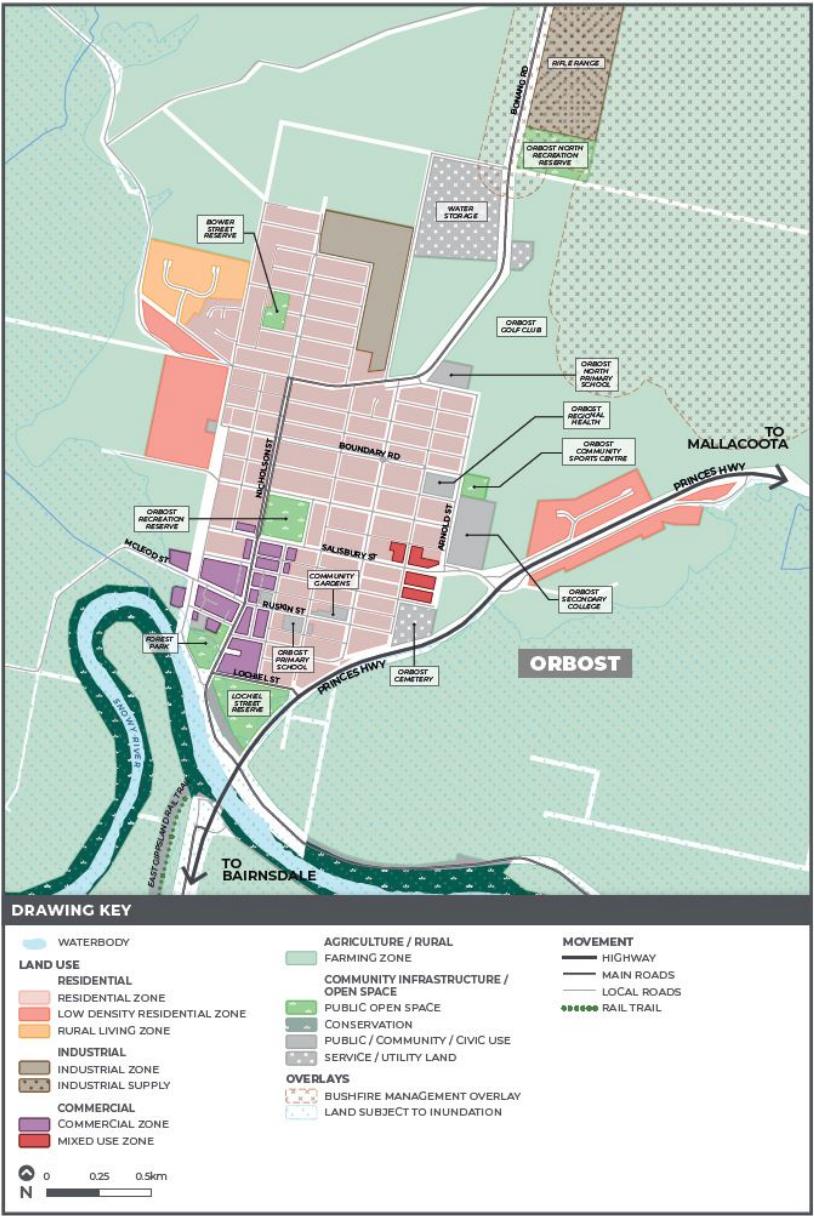 RIFLE RANGE
BONANG RD
ORBOST NORTH
RECREATION
RESERVE
WATER
STORAGE
BOWER
STREET
RESERVE
ORBOST
GOLF CLUB
ORBOST
NORTH
PRIMARY
SCHOOL
ORBOST
REGIONAL
HEALTH
TO
MALLACOOTA
ORBOST
COMMUNITY
SPORTS CENTRE
BOUNDARY RD
NICHOLSON ST
PRINCES HWY
ORBOST
RECREATION
RESERVE
ARNOLD ST
MCLEOD ST
SALISBURY ST
COMMUNITY
GARDENS
RUSKIN ST
ORBOST
SECONDARY
COLLEGE
FOREST
PARK
ORBOST
PRIMARY
SCHOOL
ORBOST
LOCHIEL ST
PRINCES HWY
ORBOST
CEMETERY
LOCHIEL
STREET
RESERVE
SNOWY RIVER
EAST GIPPSLAND RAIL TRAIL
TO
BAIRNSDALE
DRAWING KEY
WATERBODY
LAND USE
RESIDENTIAL
RESIDENTIAL ZONE
LOW DENSITY RESIDENTIAL ZONE
RURAL LIVING ZONE
INDUSTRIAL
INDUSTRIAL ZONE
INDUSTRIAL SUPPLY
COMMERCIAL
COMMERCIAL ZONE
MIXED USE ZONE
AGRICULTURE / RURAL
FARMING ZONE
COMMUNITY INFRASTRUCTURE /
OPEN SPACE
PUBLIC OPEN SPACE
CONSERVATION
PUBLIC / COMMUNITY / CIVIC USE
SERVICE / UTILITY LAND
OVERLAYS
BUSHFIRE MANAGEMENT OVERLAY
LAND SUBJECT TO INUNDATION
MOVEMENT
HIGHWAY
MAIN ROADS
LOCAL ROADS
RAIL TRAIL
0 0.25 0.5km
N